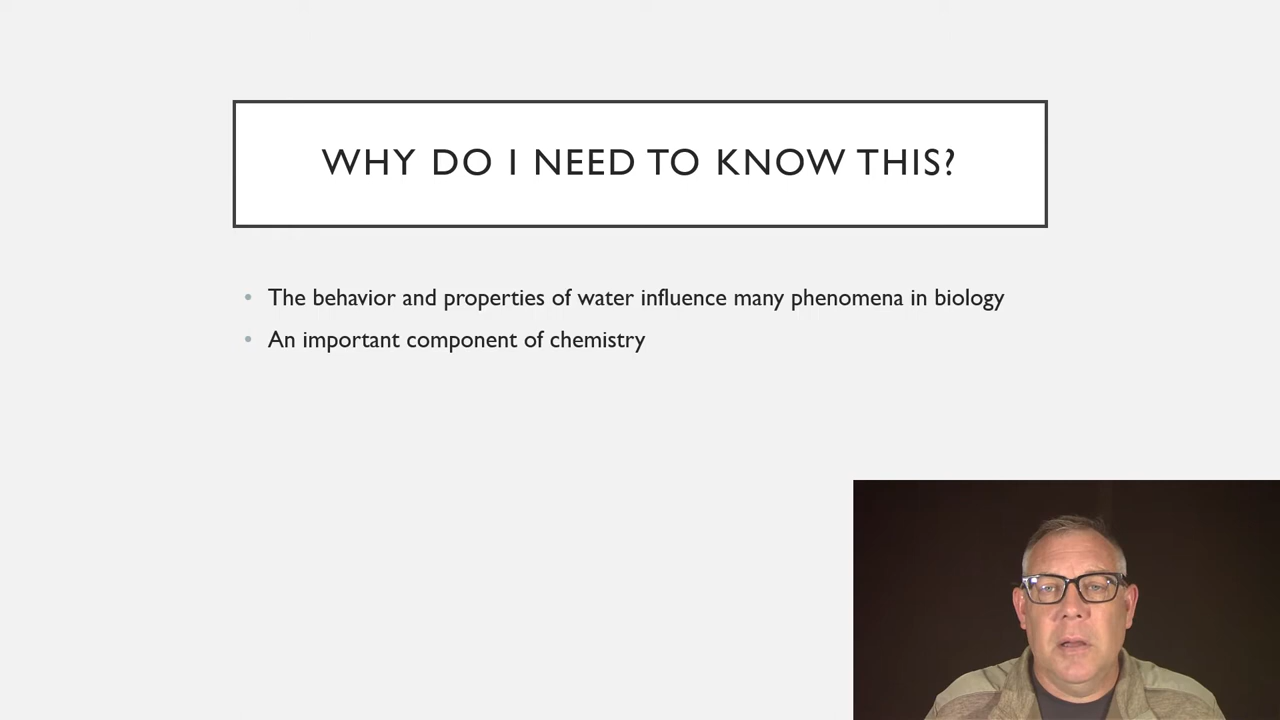 WHY DO I NEED TO KNOW THIS?
• The behavior and properties of water influence many phenomena in biology
• An important component of chemistry